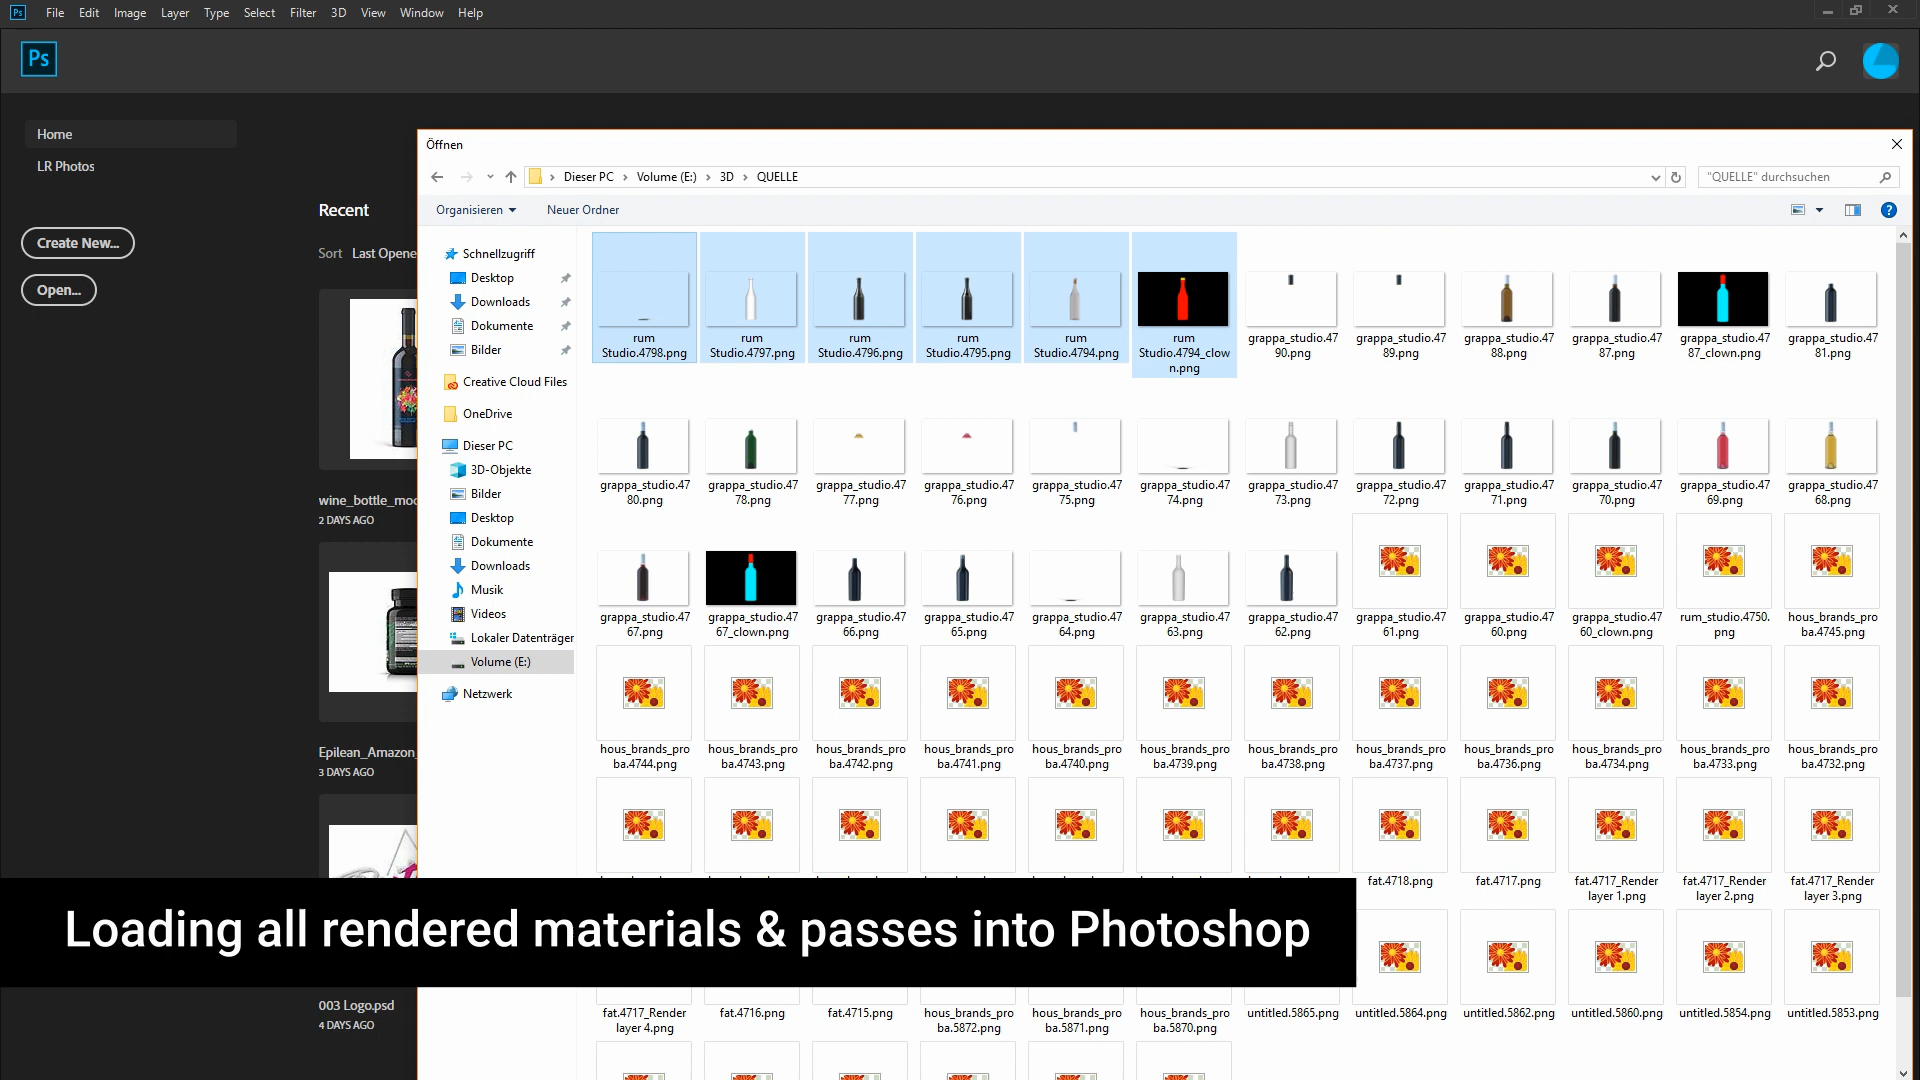 Ps File Edit Image Layer Type Select Filter 3D View Window Help
Ps
Home
LR Photos
Create New...
Open...
Recent
Sort Last Opene
wine_bottle_moc
2 DAYS AGO
Epilean_Amazon_
3 DAYS AGO
003 Logo.psd
4 DAYS AGO
Öffnen
Dieser PC > Volume (E:) > 3D > QUELLE
"QUELLE" durchsuchen
Organisieren
Neuer Ordner
Schnellzugriff
Desktop
Downloads
Dokumente
Bilder
Creative Cloud Files
OneDrive
Dieser PC
3D-Objekte
Bilder
Desktop
Dokumente
Downloads
Musik
Videos
Lokaler Datenträger
Volume (E:)
Netzwerk
rum Studio.4798.png
rum Studio.4797.png
rum Studio.4796.png
rum Studio.4795.png
rum Studio.4794.png
rum Studio.4794_clown.png
grappa_studio.4790.png
grappa_studio.4789.png
grappa_studio.4788.png
grappa_studio.4787.png
grappa_studio.4787_clown.png
grappa_studio.4781.png
grappa_studio.4780.png
grappa_studio.4778.png
grappa_studio.4777.png
grappa_studio.4776.png
grappa_studio.4775.png
grappa_studio.4774.png
grappa_studio.4773.png
grappa_studio.4772.png
grappa_studio.4771.png
grappa_studio.4770.png
grappa_studio.4769.png
grappa_studio.4768.png
grappa_studio.4767.png
grappa_studio.4767_clown.png
grappa_studio.4766.png
grappa_studio.4765.png
grappa_studio.4764.png
grappa_studio.4763.png
grappa_studio.4762.png
grappa_studio.4761.png
grappa_studio.4760.png
grappa_studio.4760_clown.png
rum_studio.4750.png
hous_brands_proba.4745.png
hous_brands_proba.4744.png
hous_brands_proba.4743.png
hous_brands_proba.4742.png
hous_brands_proba.4741.png
hous_brands_proba.4740.png
hous_brands_proba.4739.png
hous_brands_proba.4738.png
hous_brands_proba.4737.png
hous_brands_proba.4736.png
hous_brands_proba.4734.png
hous_brands_proba.4733.png
hous_brands_proba.4732.png
fat.4718.png
fat.4717.png
fat.4717_Render layer 1.png
fat.4717_Render layer 2.png
fat.4717_Render layer 3.png
Loading all rendered materials & passes into Photoshop
fat.4717_Render layer 4.png
fat.4716.png
fat.4715.png
hous_brands_proba.5872.png
hous_brands_proba.5871.png
hous_brands_proba.5870.png
untitled.5865.png
untitled.5864.png
untitled.5862.png
untitled.5860.png
untitled.5854.png
untitled.5853.png